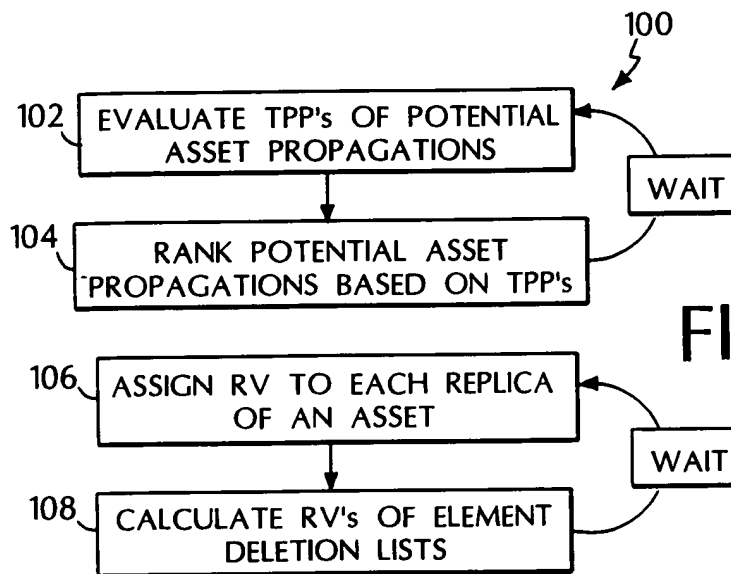 100
102
EVALUATE TPP's OF POTENTIAL
ASSET PROPAGATIONS
WAIT
104
RANK POTENTIAL ASSET
PROPAGATIONS BASED ON TPP's
FI
106
ASSIGN RV TO EACH REPLICA
OF AN ASSET
WAIT
108
CALCULATE RV's OF ELEMENT
DELETION LISTS